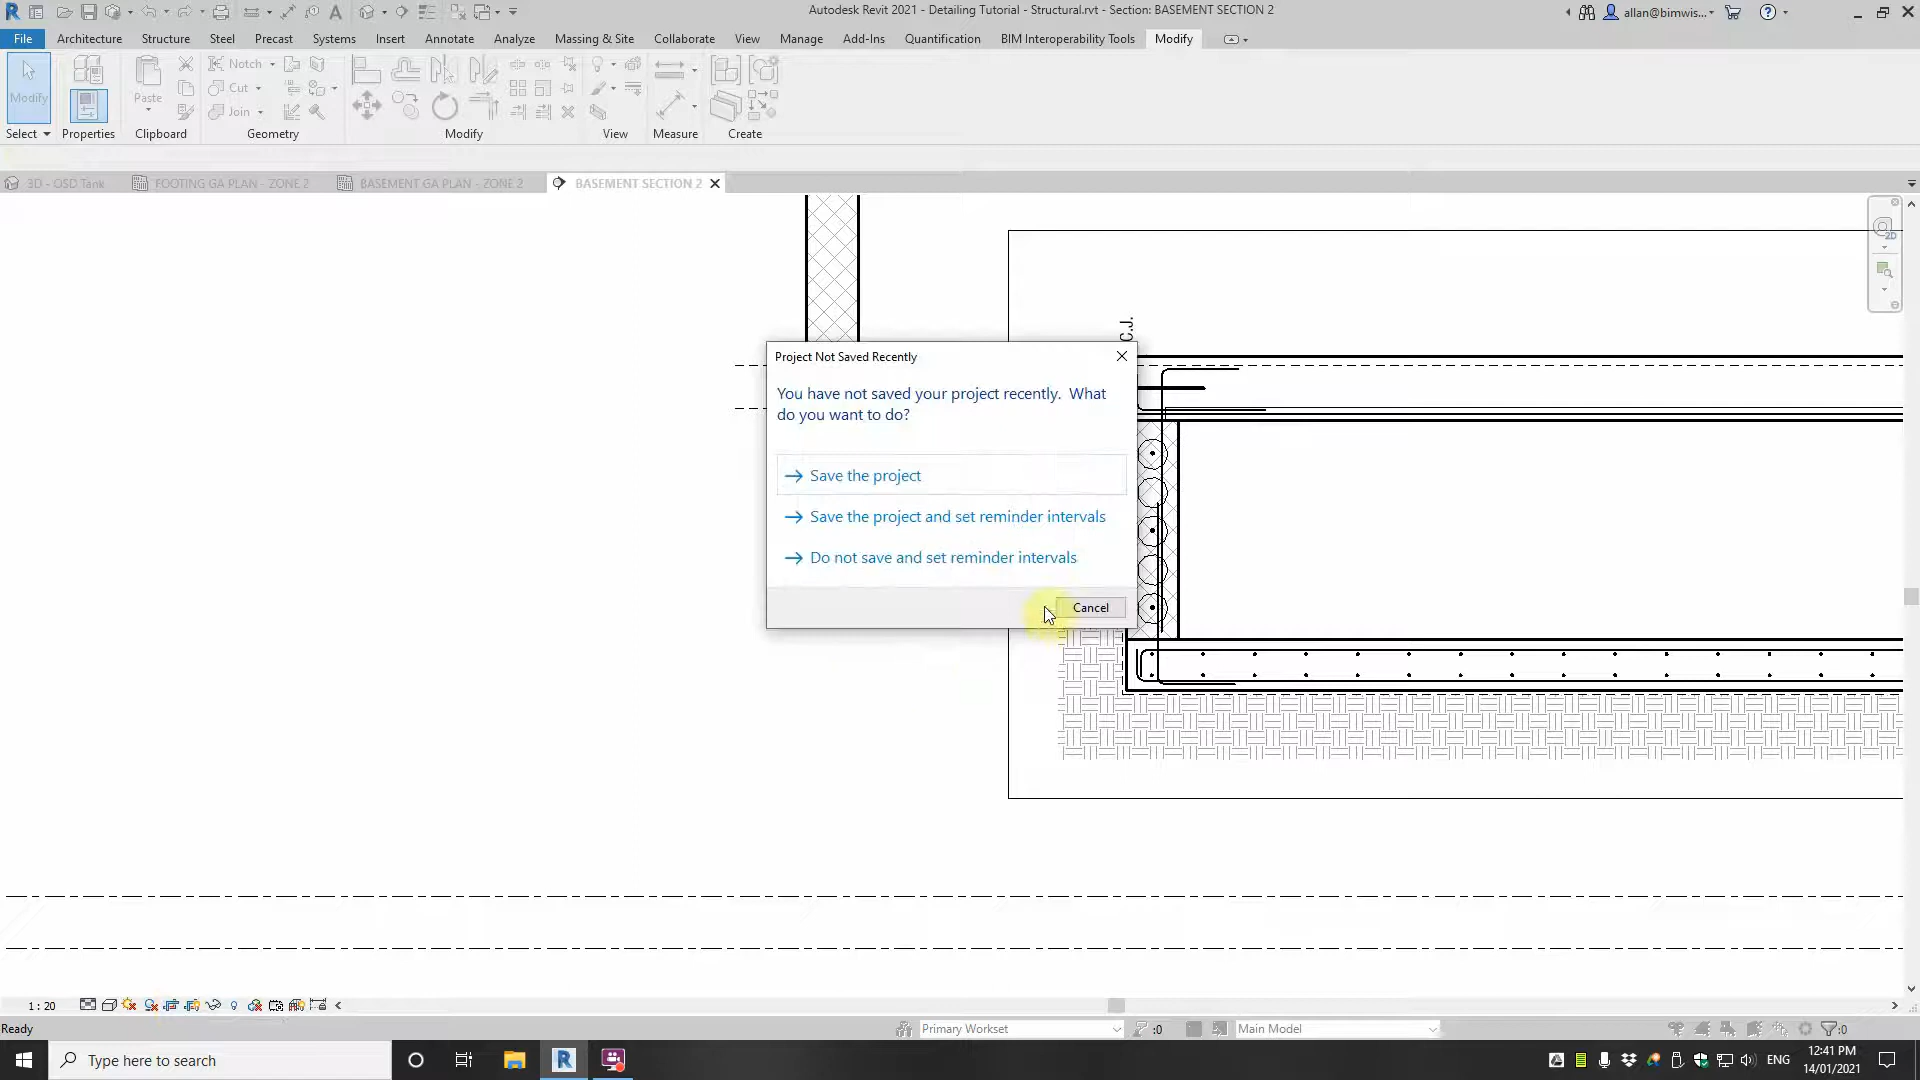 Autodesk Revit 2021 - Detailing Tutorial - Structural.rvt - Section: BASEMENT SECTION 2
allan@bimwis...
File Architecture Structure Steel Precast Systems Insert Annotate Analyze Massing & Site Collaborate View Manage Add-Ins Quantification BIM Interoperability Tools Modify
Notch
Modify Paste Cut
Join
Select Properties Clipboard Geometry Modify View Measure Create
3D - OSD Tank FOOTING GA PLAN - ZONE 2 BASEMENT GA PLAN - ZONE 2 BASEMENT SECTION 2
2D
C.J.
Project Not Saved Recently
You have not saved your project recently. What
do you want to do?
Save the project
Save the project and set reminder intervals
Do not save and set reminder intervals
Cancel
1 : 20
Ready
Primary Workset
:0
Main Model
:0
Type here to search
ENG
12:41 PM
14/01/2021